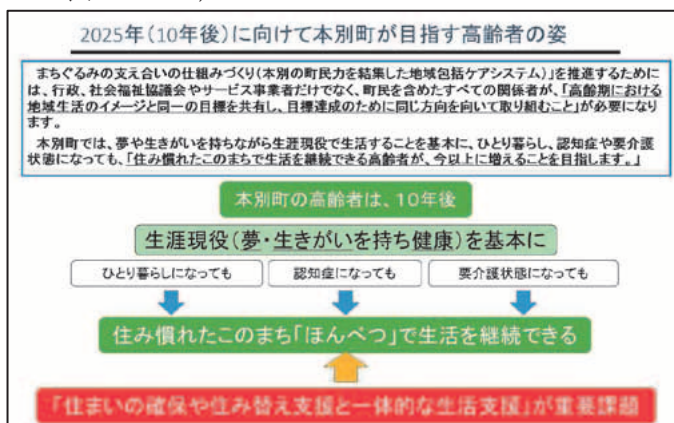 2025年(10年後)に向けて本別町が目指す高齢者の姿
まちぐるみの支え合いの仕組みづくり(本別の町民力を結集した地域包括ケアシステム)」を推進するために
は、行政、社会福祉協議会やサービス事業者だけでなく、町民を含めたすべての関係者が、「高齢期における
地域生活のイメージと同一の目標を共有し、目標達成のために同じ方向を向いて取り組むこと」が必要になり
ます。
本別町では、夢や生きがいを持ちながら生涯現役で生活することを基本に、ひとり暮らし、認知症や要介護
状態になっても、「住み慣れたこのまちで生活を継続できる高齢者が、今以上に増えることを目指します。」
本別町の高齢者は、10年後
生涯現役(夢・生きがいを持ち健康)を基本に
ひとり暮らしになっても
認知症になっても
要介護状態になっても
住み慣れたこのまち「ほんべつ」で生活を継続できる
「住まいの確保や住み替え支援と一体的な生活支援」が重要課題